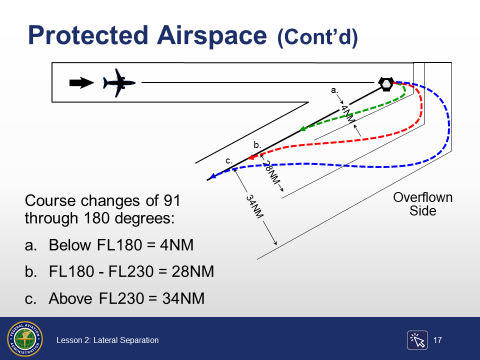 Protected Airspace (Cont'd)
a.
4NM
b.
28NM
c.
34NM
Overflown
Side
Course changes of 91
through 180 degrees:
a. Below FL180 = 4NM
b. FL180 - FL230 = 28NM
c. Above FL230 = 34NM
Lesson 2: Lateral Separation
17